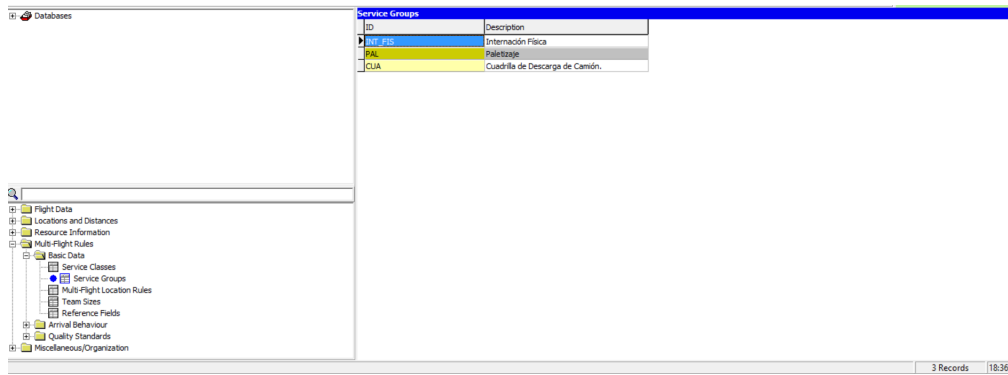 Databases
Flight Data
Locations and Distances
Resource Information
Multi-Flight Rules
Basic Data
Service Classes
Service Groups
Multi-Flight Location Rules
Team Sizes
Reference Fields
Arrival Behaviour
Quality Standards
Miscellaneous/Organization
Service Groups
ID Description
INT_FIS Internación Física
PAL Paletizaje
CUA Cuadrilla de Descarga de Camión.
3 Records 18:36